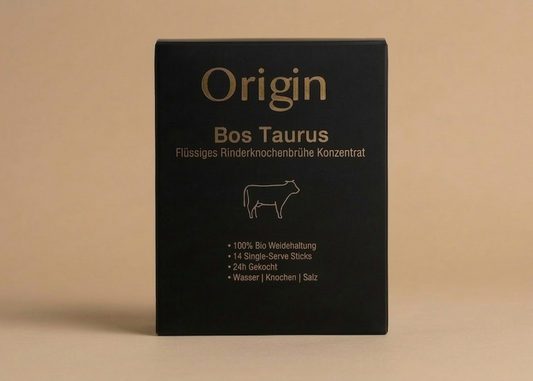 Origin
Bos Taurus
Flüssiges Rinderknochenbrühe Konzentrat
• 100% Bio Weidehaltung
• 14 Single-Serve Sticks
• 24h Gekocht
• Wasser | Knochen | Salz